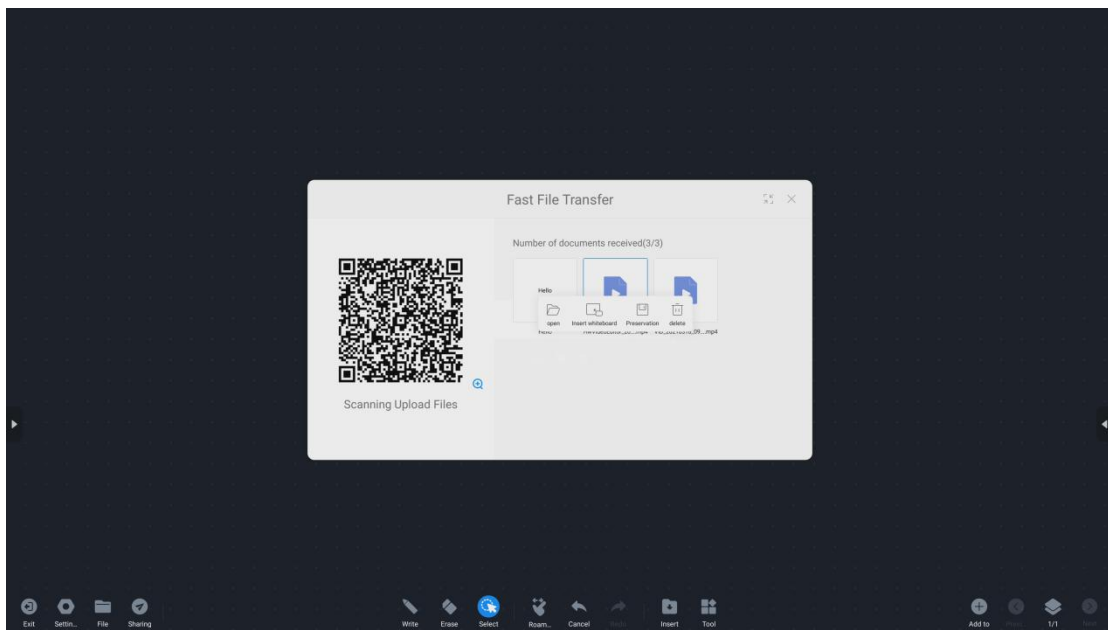 Fast File Transfer
Number of documents received(3/3)
Hello
open Insert whiteboard Preservation delete
Hello
Scanning Upload Files
Exit Settin... File Sharing Write Erase Select Roam... Cancel Insert Tool Add to 1/1